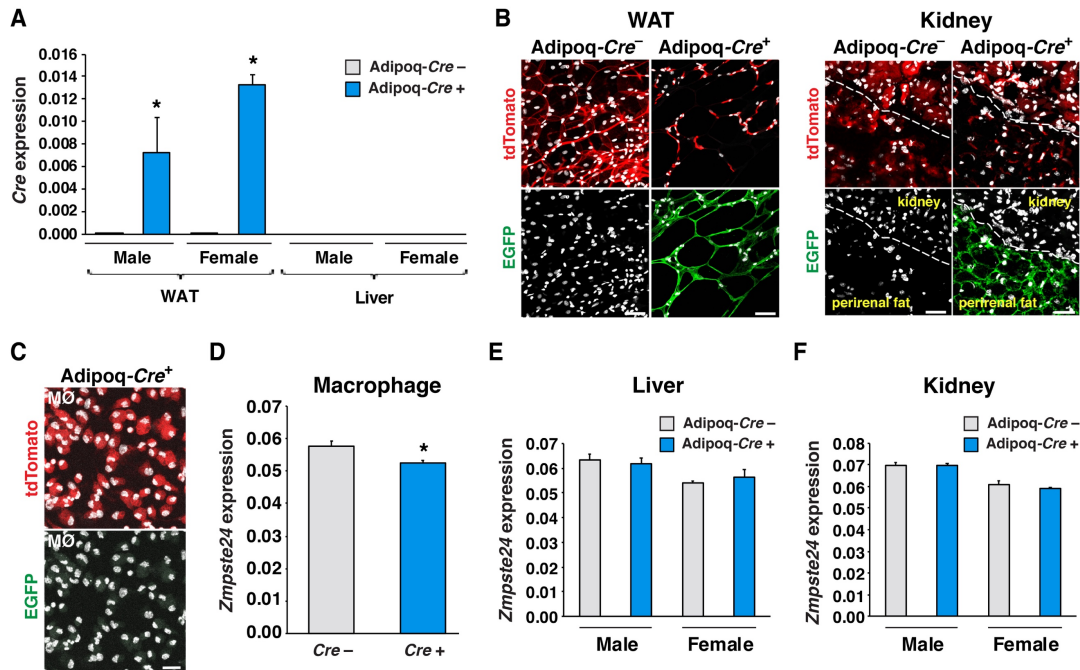 A
Cre expression
0.016
0.014
0.012
0.010
0.008
0.006
0.004
0.002
0.000
*
*
Adipoq-Cre –
Adipoq-Cre +
Male
Female
Male
Female
WAT
Liver
B
WAT
Kidney
Adipoq-Cre–
Adipoq-Cre+
Adipoq-Cre–
Adipoq-Cre+
tdTomato
EGFP
tdTomato
EGFP
kidney
kidney
perirenal fat
perirenal fat
C
Adipoq-Cre+
MØ
tdTomato
MØ
EGFP
D
Macrophage
Zmpste24 expression
0.07
0.06
0.05
0.04
0.03
0.02
0.01
0.00
*
Cre –
Cre +
E
Liver
Adipoq-Cre –
Adipoq-Cre +
Zmpste24 expression
0.07
0.06
0.05
0.04
0.03
0.02
0.01
0.00
Male
Female
F
Kidney
Adipoq-Cre –
Adipoq-Cre +
Zmpste24 expression
0.08
0.07
0.06
0.05
0.04
0.03
0.02
0.01
0.00
Male
Female